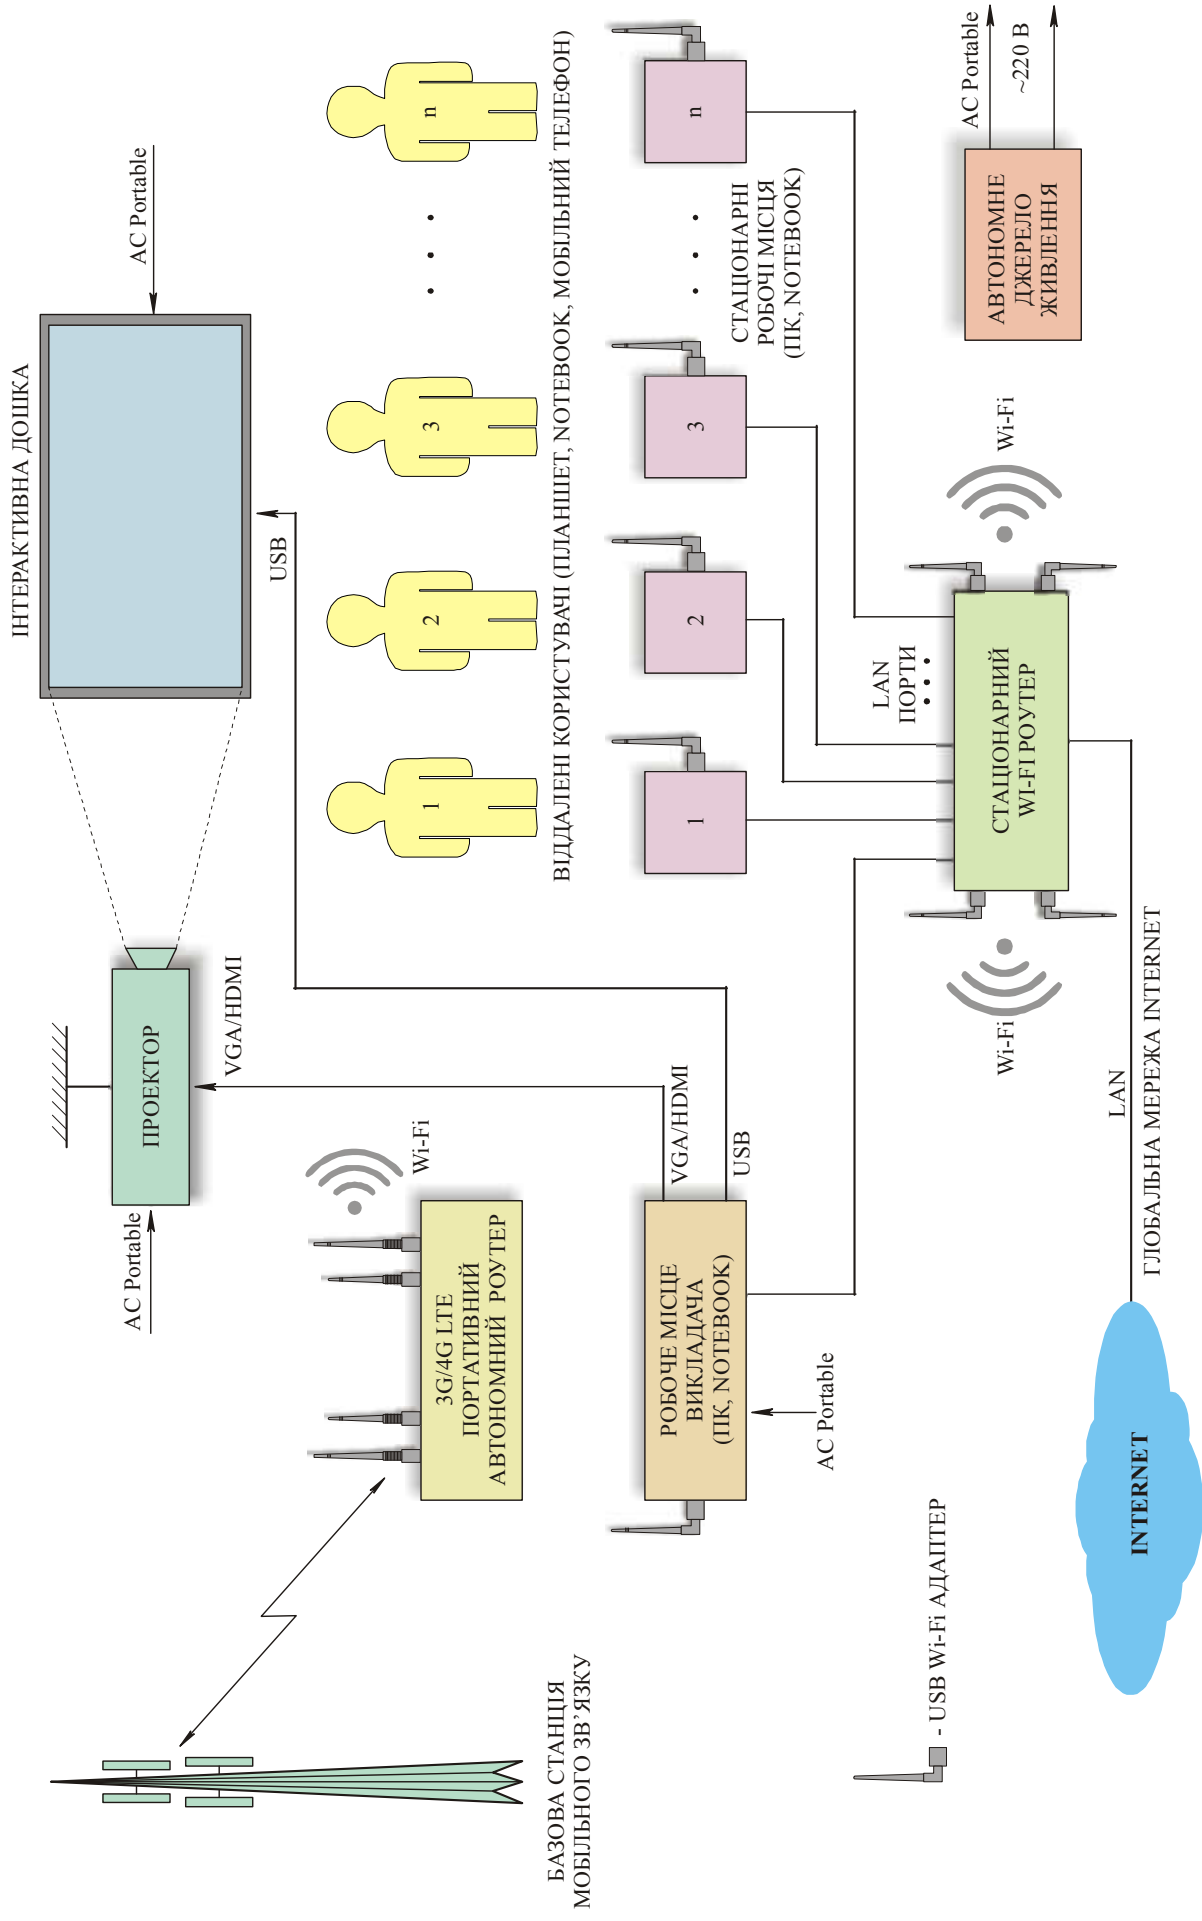 ІНТЕРАКТИВНА ДОШКА
AC Portable
ПРОЕКТОР
AC Portable
VGA/HDMI
USB
Wi-Fi
3G/4G LTE
ПОРТАТИВНИЙ
АВТОНОМНИЙ РОУТЕР
1
2
3
n
ВІДДАЛЕНІ КОРИСТУВАЧІ (ПЛАНШЕТ, NOTEBOOK, МОБІЛЬНИЙ ТЕЛЕФОН)
БАЗОВА СТАНЦІЯ
МОБІЛЬНОГО ЗВ’ЯЗКУ
РОБОЧЕ МІСЦЕ
ВИКЛАДАЧА
(ПК, NOTEBOOK)
VGA/HDMI
USB
AC Portable
1
2
3
n
СТАЦІОНАРНІ
РОБОЧІ МІСЦЯ
(ПК, NOTEBOOK)
LAN
ПОРТИ
- USB Wi-Fi АДАПТЕР
Wi-Fi
СТАЦІОНАРНИЙ
WI-FI РОУТЕР
Wi-Fi
АВТОНОМНЕ
ДЖЕРЕЛО
ЖИВЛЕННЯ
AC Portable
~220 В
INTERNET
LAN
ГЛОБАЛЬНА МЕРЕЖА INTERNET